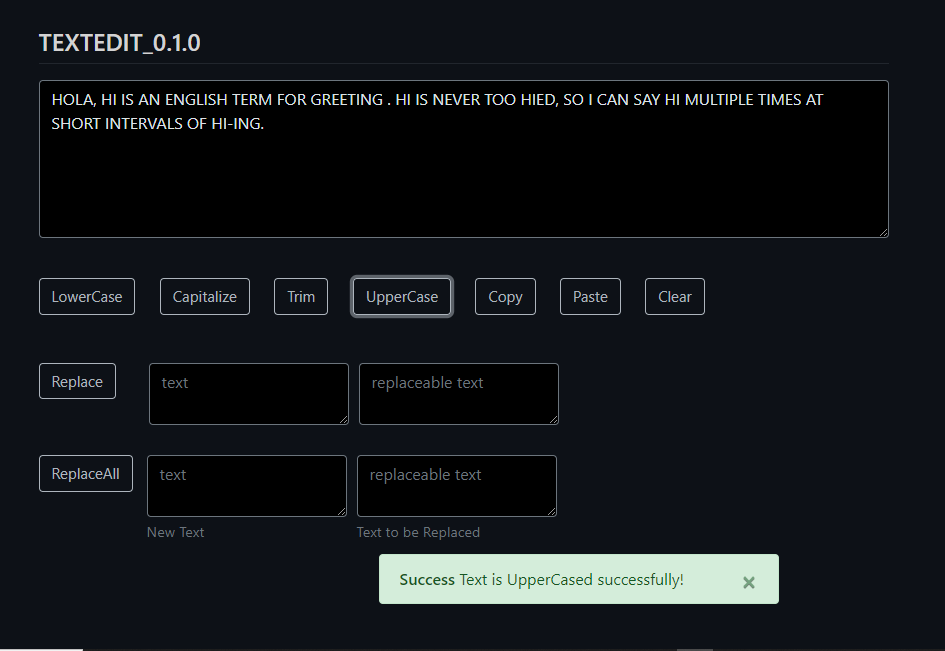 TEXTEDIT_0.1.0
HOLA, HI IS AN ENGLISH TERM FOR GREETING . HI IS NEVER TOO HIED, SO I CAN SAY HI MULTIPLE TIMES AT
SHORT INTERVALS OF HI-ING.
LowerCase Capitalize Trim UpperCase Copy Paste Clear
Replace text replaceable text
ReplaceAll text replaceable text
New Text Text to be Replaced
Success Text is UpperCased successfully! ×